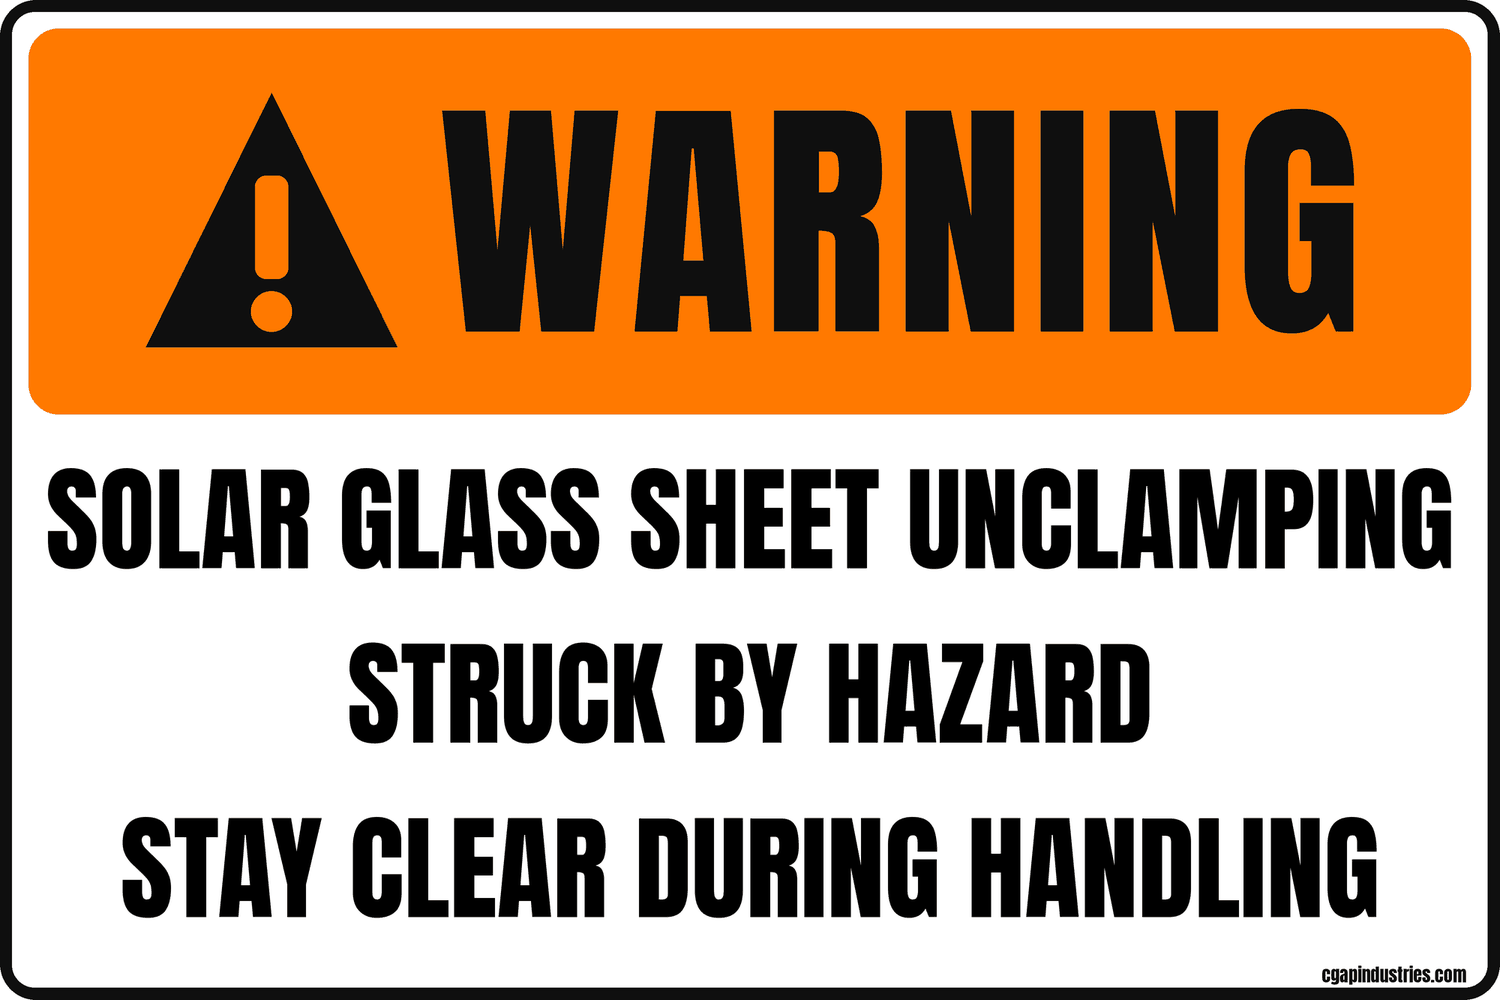 WARNING
SOLAR GLASS SHEET UNCLAMPING
STRUCK BY HAZARD
STAY CLEAR DURING HANDLING
cgapindustries.com